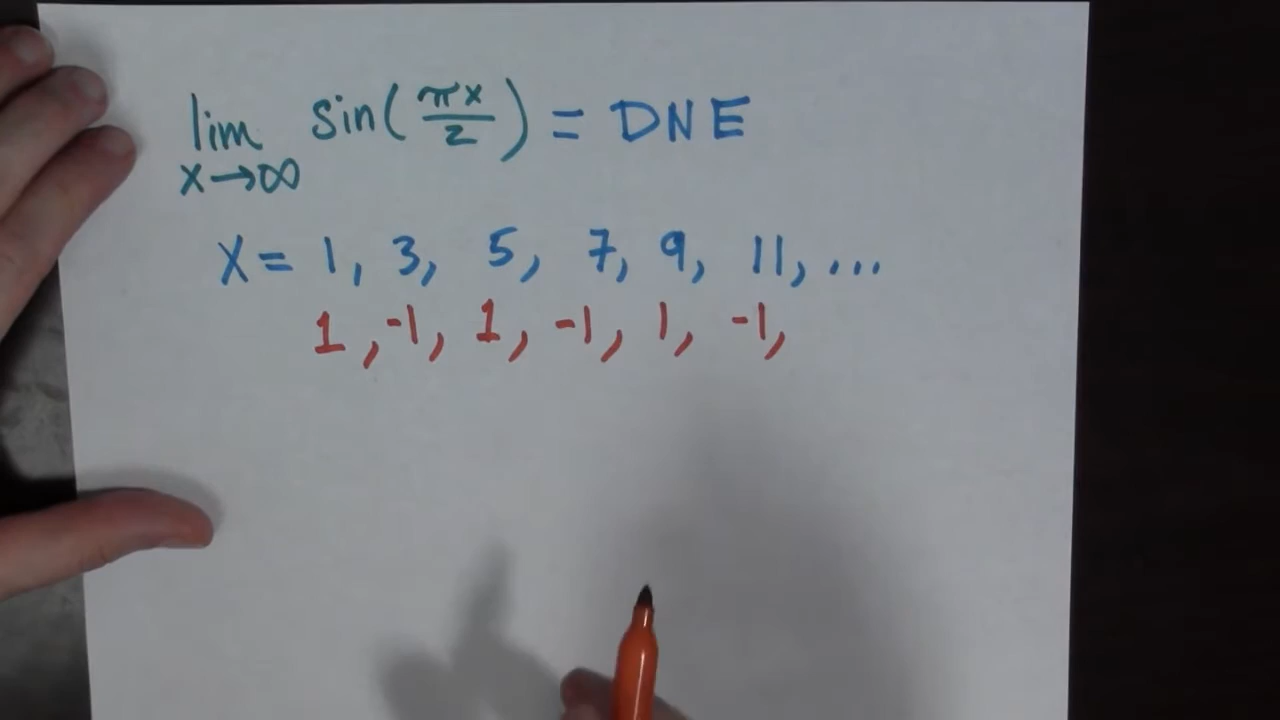 lim x→∞ sin(πx/2) = DNE
x = 1, 3, 5, 7, 9, 11, ...
1, -1, 1, -1, 1, -1,